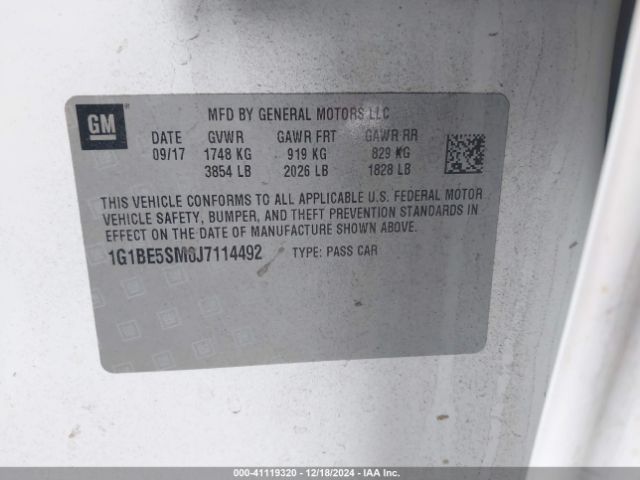 GM
MFD BY GENERAL MOTORS LLC
DATE GVWR GAWR FRT GAWR RR
09/17 1748 KG 919 KG 829 KG
3854 LB 2026 LB 1828 LB
THIS VEHICLE CONFORMS TO ALL APPLICABLE U.S. FEDERAL MOTOR
VEHICLE SAFETY, BUMPER, AND THEFT PREVENTION STANDARDS IN
EFFECT ON THE DATE OF MANUFACTURE SHOWN ABOVE.
1G1BE5SM0J7114492 TYPE: PASS CAR
000-41119320 | 12/18/2024 | IAA Inc.